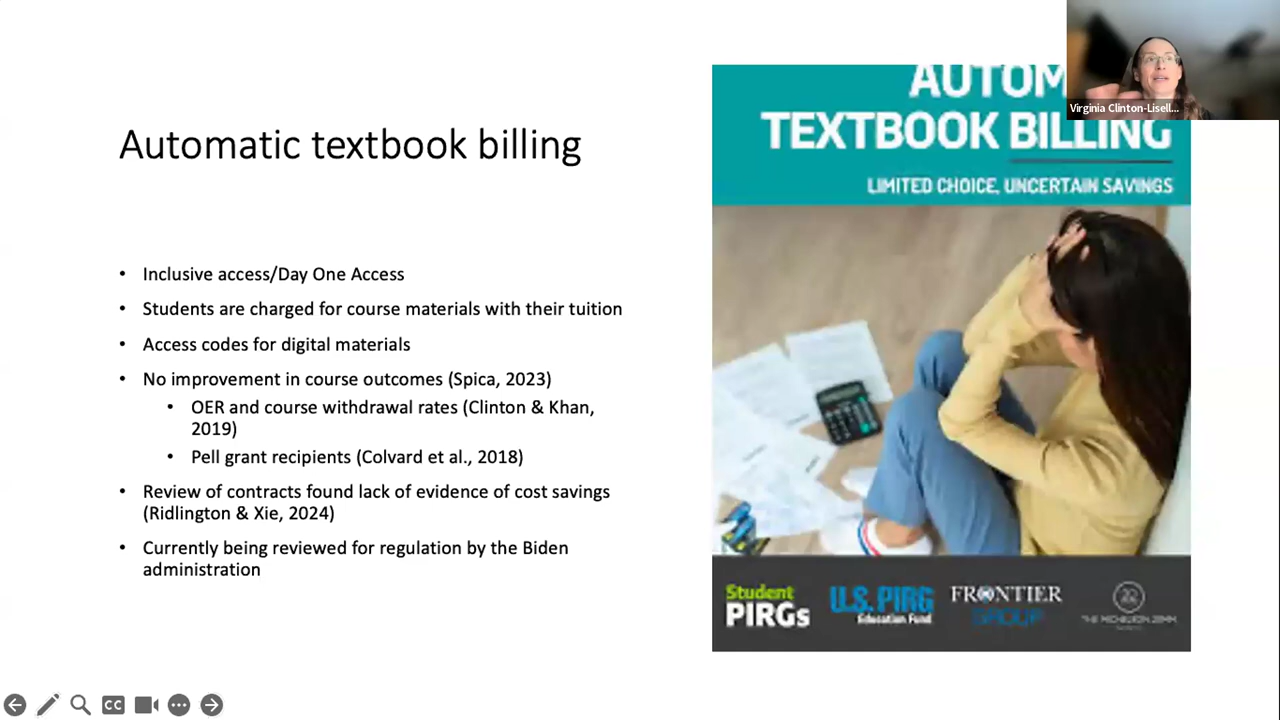 Automatic textbook billing
• Inclusive access/Day One Access
• Students are charged for course materials with their tuition
• Access codes for digital materials
• No improvement in course outcomes (Spica, 2023)
• OER and course withdrawal rates (Clinton & Khan,
2019)
• Pell grant recipients (Colvard et al., 2018)
• Review of contracts found lack of evidence of cost savings
(Ridlington & Xie, 2024)
• Currently being reviewed for regulation by the Biden
administration
AUTOM
TEXTBOOK BILLING
LIMITED CHOICE, UNCERTAIN SAVINGS
Student
PIRGs
U.S. PIRG
Education Fund
FRONTIER
GROUP
Virginia Clinton-Lisell...
CC